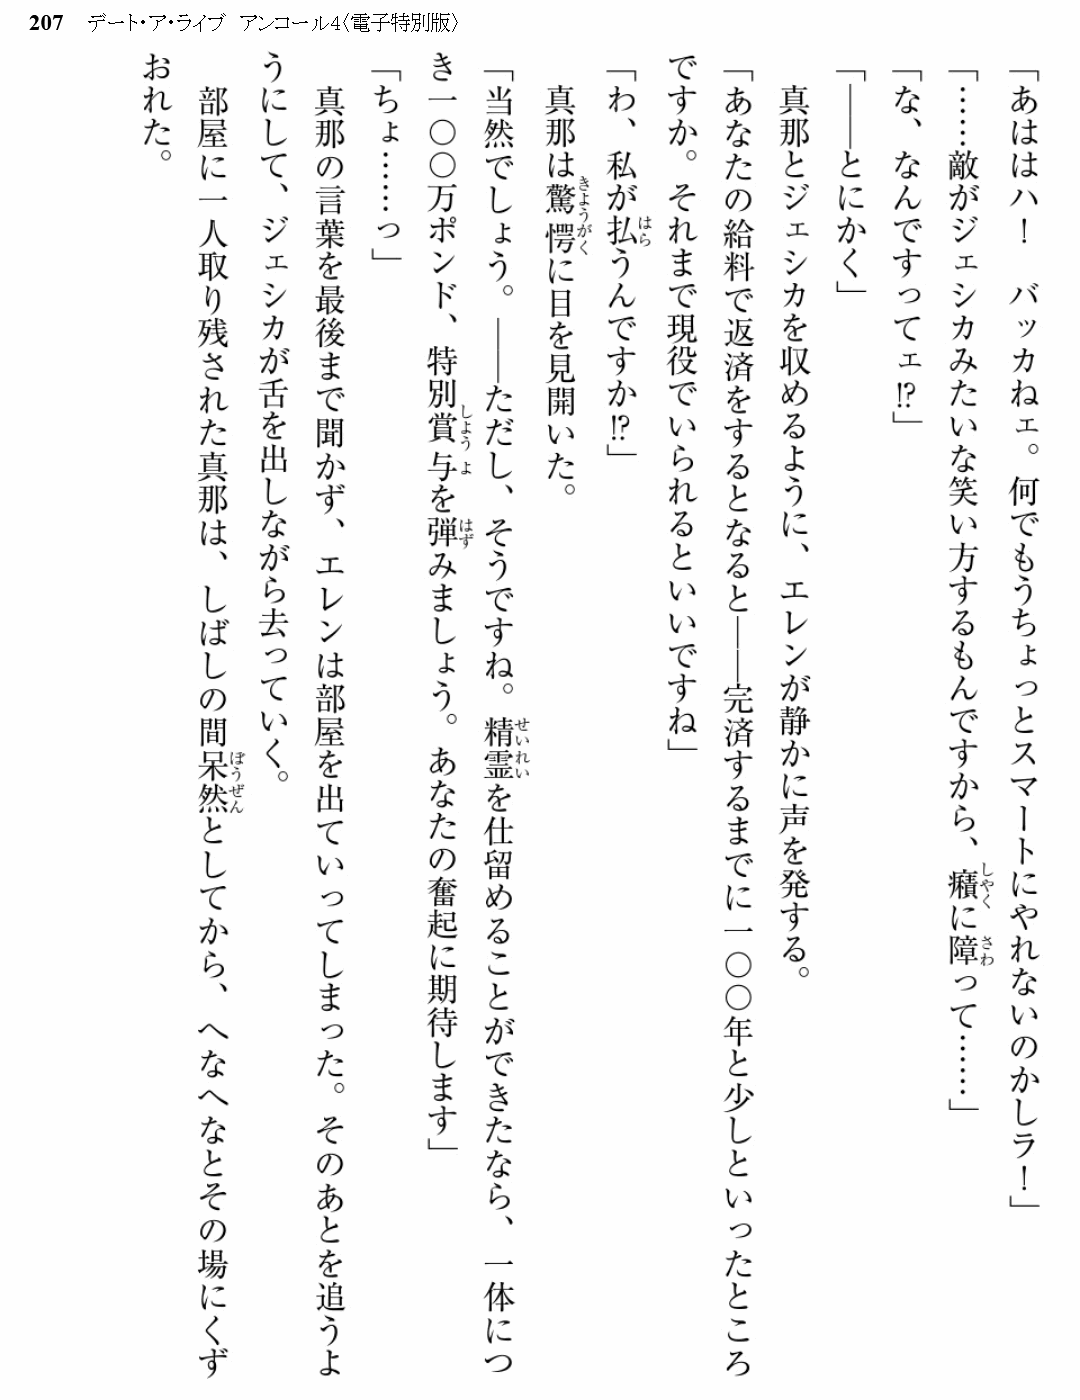 207 デート・ア・ライブ アンコール4〈電子特別版〉
「あははハ！　バッカねェ。何でもうちょっとスマートにやれないのかしラ！」
「……敵がジェシカみたいな笑い方するもんですから、癪に障って……」
「な、なんですってェ!?」
「――とにかく」
　真那とジェシカを収めるように、エレンが静かに声を発する。
「あなたの給料で返済をするとなると――完済するまでに一〇〇年と少しといったところ
ですか。それまで現役でいられるといいですね」
「わ、私が払うんですか!?」
　真那は驚愕に目を見開いた。
「当然でしょう。――ただし、そうですね。精霊を仕留めることができたなら、一体につ
き一〇〇万ポンド、特別賞与を弾みましょう。あなたの奮起に期待します」
「ちょ……っ」
　真那の言葉を最後まで聞かず、エレンは部屋を出ていってしまった。そのあとを追うよ
うにして、ジェシカが舌を出しながら去っていく。
　部屋に一人取り残された真那は、しばしの間呆然としてから、へなへなとその場にくず
おれた。